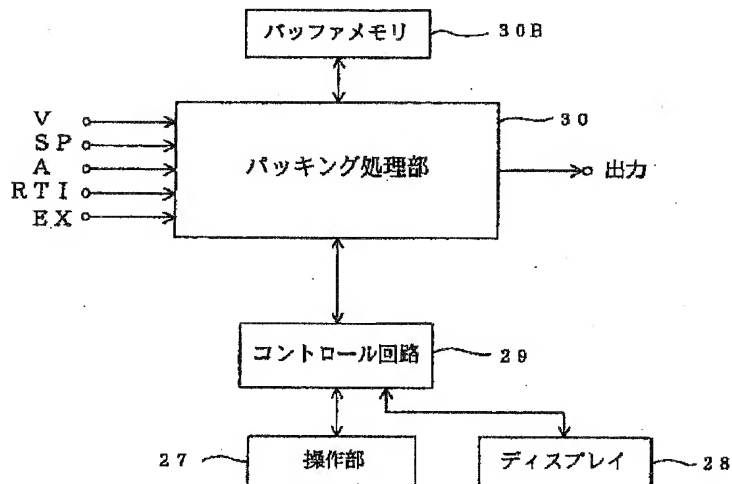 バッファメモリ
30B
V
SP
A
RTI
EX
パッキング処理部
30
出力
コントロール回路
29
27
操作部
ディスプレイ
28